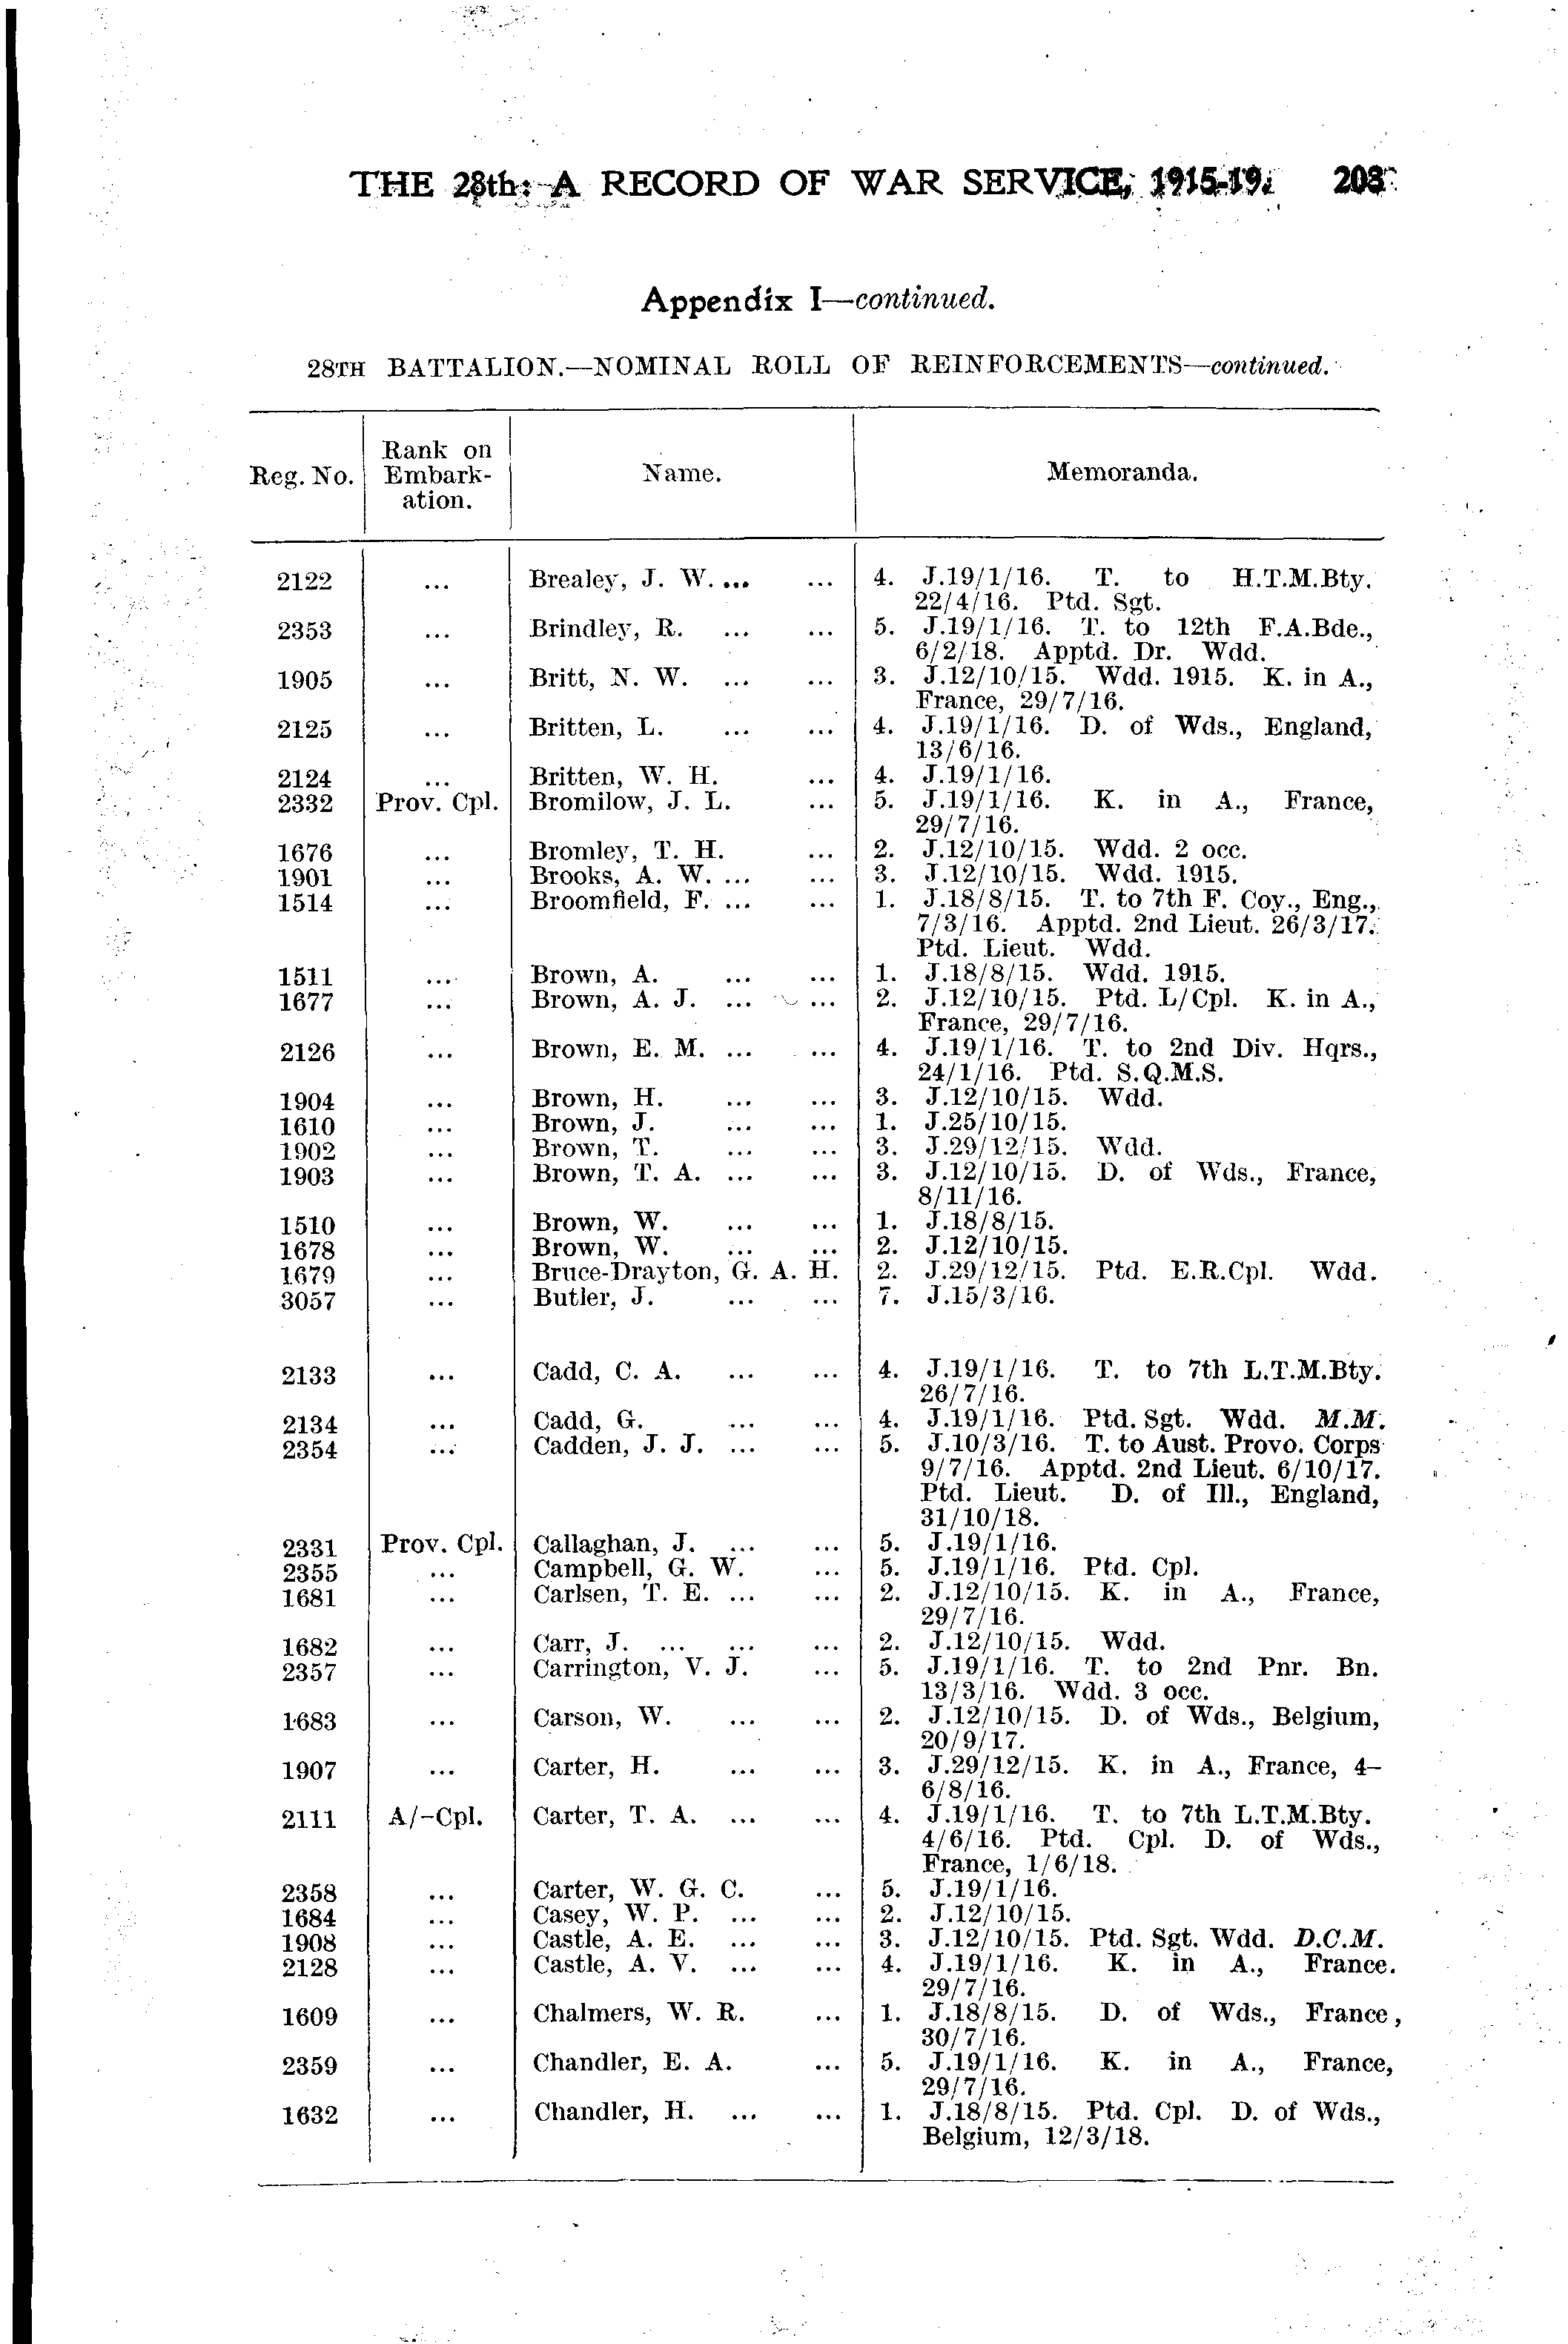 THE 28th: A RECORD OF WAR SERVICE, 1915-19. 203
Appendix I—continued.
28TH BATTALION.—NOMINAL ROLL OF REINFORCEMENTS—continued.
Reg. No. Rank on Embark-ation. Name. Memoranda.
2122 ... Brealey, J. W. ... ... 4. J.19/1/16. T. to H.T.M.Bty.
22/4/16. Ptd. Sgt.
2353 ... Brindley, R. ... ... 5. J.19/1/16. T. to 12th F.A.Bde.,
6/2/18. Apptd. Dr. Wdd.
1905 ... Britt, N. W. ... ... 3. J.12/10/15. Wdd. 1915. K. in A.,
France, 29/7/16.
2125 ... Britten, L. ... ... 4. J.19/1/16. D. of Wds., England,
13/6/16.
2124 ... Britten, W. H. ... 4. J.19/1/16.
2332 Prov. Cpl. Bromilow, J. L. ... 5. J.19/1/16. K. in A., France,
29/7/16.
1676 ... Bromley, T. H. ... 2. J.12/10/15. Wdd. 2 occ.
1901 ... Brooks, A. W. ... ... 3. J.12/10/15. Wdd. 1915.
1514 ... Broomfield, F. ... ... 1. J.18/8/15. T. to 7th F. Coy., Eng.,
7/3/16. Apptd. 2nd Lieut. 26/3/17.
Ptd. Lieut. Wdd.
1511 ... Brown, A. ... ... 1. J.18/8/15. Wdd. 1915.
1677 ... Brown, A. J. ... ... 2. J.12/10/15. Ptd. L/Cpl. K. in A.,
France, 29/7/16.
2126 ... Brown, E. M. ... ... 4. J.19/1/16. T. to 2nd Div. Hqrs.,
24/1/16. Ptd. S.Q.M.S.
1904 ... Brown, H. ... ... 3. J.12/10/15. Wdd.
1610 ... Brown, J. ... ... 1. J.25/10/15.
1902 ... Brown, T. ... ... 3. J.29/12/15. Wdd.
1903 ... Brown, T. A. ... ... 3. J.12/10/15. D. of Wds., France,
8/11/16.
1510 ... Brown, W. ... ... 1. J.18/8/15.
1678 ... Brown, W. ... ... 2. J.12/10/15.
1679 ... Bruce-Drayton, G. A. H. 2. J.29/12/15. Ptd. E.R.Cpl. Wdd.
3057 ... Butler, J. ... ... 7. J.15/3/16.
2133 ... Cadd, C. A. ... ... 4. J.19/1/16. T. to 7th L.T.M.Bty.
26/7/16.
2134 ... Cadd, G. ... ... 4. J.19/1/16. Ptd. Sgt. Wdd. M.M.
2354 ... Cadden, J. J. ... ... 5. J.10/3/16. T. to Aust. Provo. Corps
9/7/16. Apptd. 2nd Lieut. 6/10/17.
Ptd. Lieut. D. of Ill., England,
31/10/18.
2331 Prov. Cpl. Callaghan, J. ... ... 5. J.19/1/16.
2355 ... Campbell, G. W. ... 5. J.19/1/16. Ptd. Cpl.
1681 ... Carlsen, T. E. ... ... 2. J.12/10/15. K. in A., France,
29/7/16.
1682 ... Carr, J. ... ... ... 2. J.12/10/15. Wdd.
2357 ... Carrington, V. J. ... 5. J.19/1/16. T. to 2nd Pnr. Bn.
13/3/16. Wdd. 3 occ.
1683 ... Carson, W. ... ... 2. J.12/10/15. D. of Wds., Belgium,
20/9/17.
1907 ... Carter, H. ... ... 3. J.29/12/15. K. in A., France, 4–
6/8/16.
2111 A/-Cpl. Carter, T. A. ... ... 4. J.19/1/16. T. to 7th L.T.M.Bty.
4/6/16. Ptd. Cpl. D. of Wds.,
France, 1/6/18.
2358 ... Carter, W. G. C. ... 5. J.19/1/16.
1684 ... Casey, W. P. ... ... 2. J.12/10/15.
1908 ... Castle, A. E. ... ... 3. J.12/10/15. Ptd. Sgt. Wdd. D.C.M.
2128 ... Castle, A. V. ... ... 4. J.19/1/16. K. in A., France.
29/7/16.
1609 ... Chalmers, W. R. ... 1. J.18/8/15. D. of Wds., France,
30/7/16.
2359 ... Chandler, E. A. ... 5. J.19/1/16. K. in A., France,
29/7/16.
1632 ... Chandler, H. ... ... 1. J.18/8/15. Ptd. Cpl. D. of Wds.,
Belgium, 12/3/18.